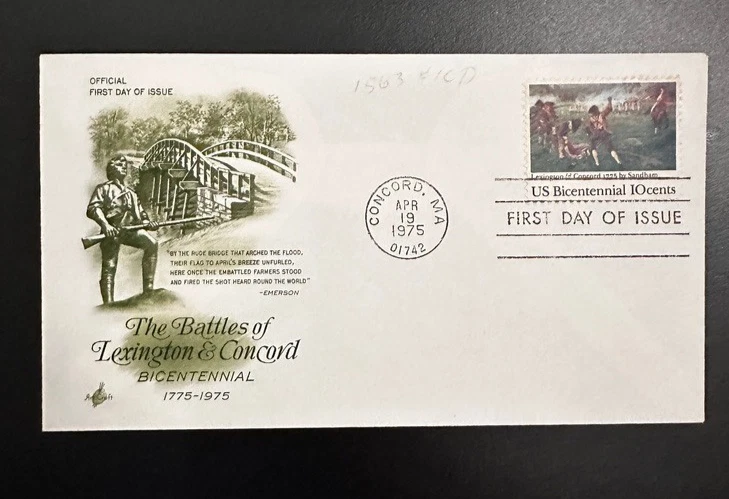 OFFICIAL
FIRST DAY OF ISSUE
1563 FDC
Lexington & Concord 1775 by Sandham
US Bicentennial 10cents
CONCORD, MA
APR
19
1975
01742
FIRST DAY OF ISSUE
"BY THE RUDE BRIDGE THAT ARCHED THE FLOOD,
THEIR FLAG TO APRIL'S BREEZE UNFURLED,
HERE ONCE THE EMBATTLED FARMERS STOOD
AND FIRED THE SHOT HEARD ROUND THE WORLD"
-EMERSON
The Battles of
Lexington & Concord
BICENTENNIAL
1775-1975
ArtCraft